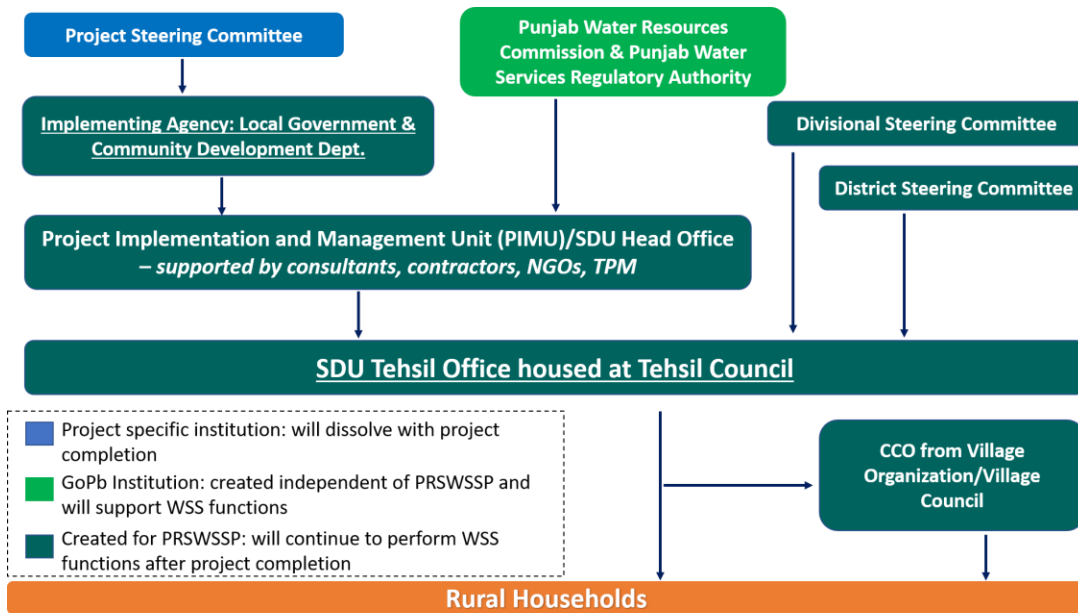 Project Steering Committee
Punjab Water Resources
Commission & Punjab Water
Services Regulatory Authority
Implementing Agency: Local Government &
Community Development Dept.
Divisional Steering Committee
District Steering Committee
Project Implementation and Management Unit (PIMU)/SDU Head Office
– supported by consultants, contractors, NGOs, TPM
SDU Tehsil Office housed at Tehsil Council
Project specific institution: will dissolve with project
completion
GoPb Institution: created independent of PRSWSSP and
will support WSS functions
Created for PRSWSSP: will continue to perform WSS
functions after project completion
CCO from Village
Organization/Village
Council
Rural Households